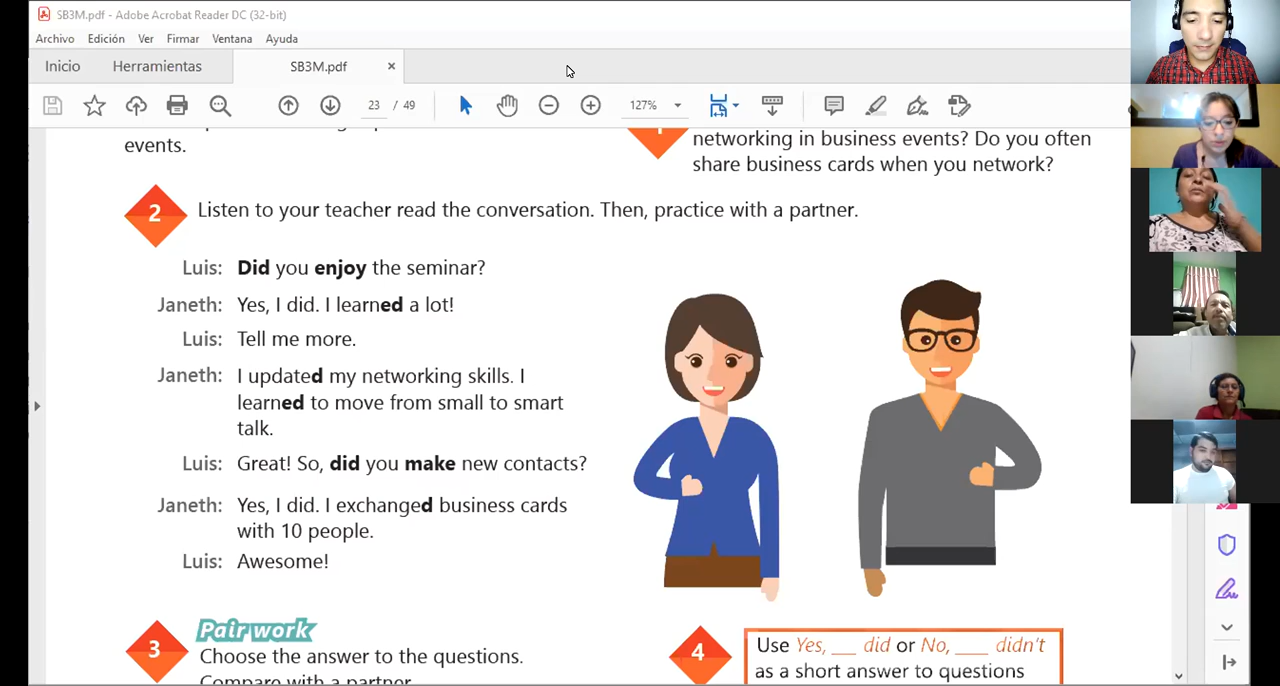 SB3M.pdf - Adobe Acrobat Reader DC (32-bit)
Archivo Edición Ver Firmar Ventana Ayuda
Inicio Herramientas SB3M.pdf ×
23 / 49 127%
events.
networking in business events? Do you often
share business cards when you network?
2 Listen to your teacher read the conversation. Then, practice with a partner.
Luis: Did you enjoy the seminar?
Janeth: Yes, I did. I learned a lot!
Luis: Tell me more.
Janeth: I updated my networking skills. I
learned to move from small to smart
talk.
Luis: Great! So, did you make new contacts?
Janeth: Yes, I did. I exchanged business cards
with 10 people.
Luis: Awesome!
3 Pair work
Choose the answer to the questions.
Compare with a partner.
4 Use Yes, __ did or No, __ didn't
as a short answer to questions